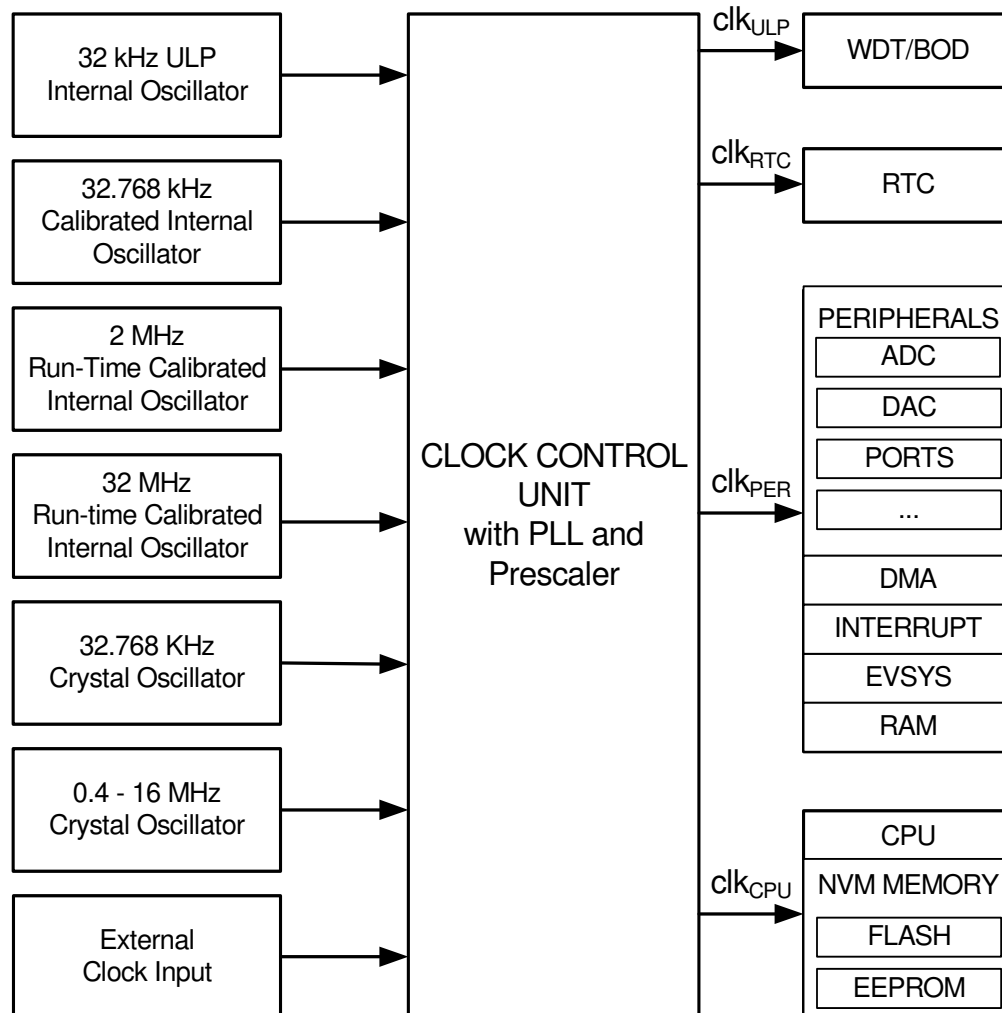 32 kHz ULP
Internal Oscillator
32.768 kHz
Calibrated Internal
Oscillator
2 MHz
Run-Time Calibrated
Internal Oscillator
32 MHz
Run-time Calibrated
Internal Oscillator
32.768 KHz
Crystal Oscillator
0.4 - 16 MHz
Crystal Oscillator
External
Clock Input
CLOCK CONTROL
UNIT
with PLL and
Prescaler
clkULP
WDT/BOD
clkRTC
RTC
clkPER
PERIPHERALS
ADC
DAC
PORTS
...
DMA
INTERRUPT
EVSYS
RAM
clkCPU
CPU
NVM MEMORY
FLASH
EEPROM